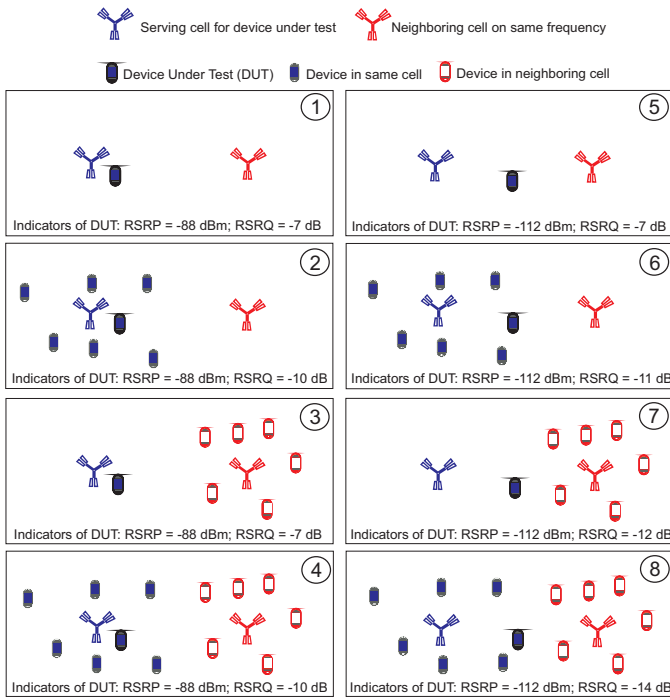 Serving cell for device under test Neighboring cell on same frequency
Device Under Test (DUT) Device in same cell Device in neighboring cell
1
Indicators of DUT: RSRP = -88 dBm; RSRQ = -7 dB
5
Indicators of DUT: RSRP = -112 dBm; RSRQ = -7 dB
2
Indicators of DUT: RSRP = -88 dBm; RSRQ = -10 dB
6
Indicators of DUT: RSRP = -112 dBm; RSRQ = -11 dB
3
Indicators of DUT: RSRP = -88 dBm; RSRQ = -7 dB
7
Indicators of DUT: RSRP = -112 dBm; RSRQ = -12 dB
4
Indicators of DUT: RSRP = -88 dBm; RSRQ = -10 dB
8
Indicators of DUT: RSRP = -112 dBm; RSRQ = -14 dB